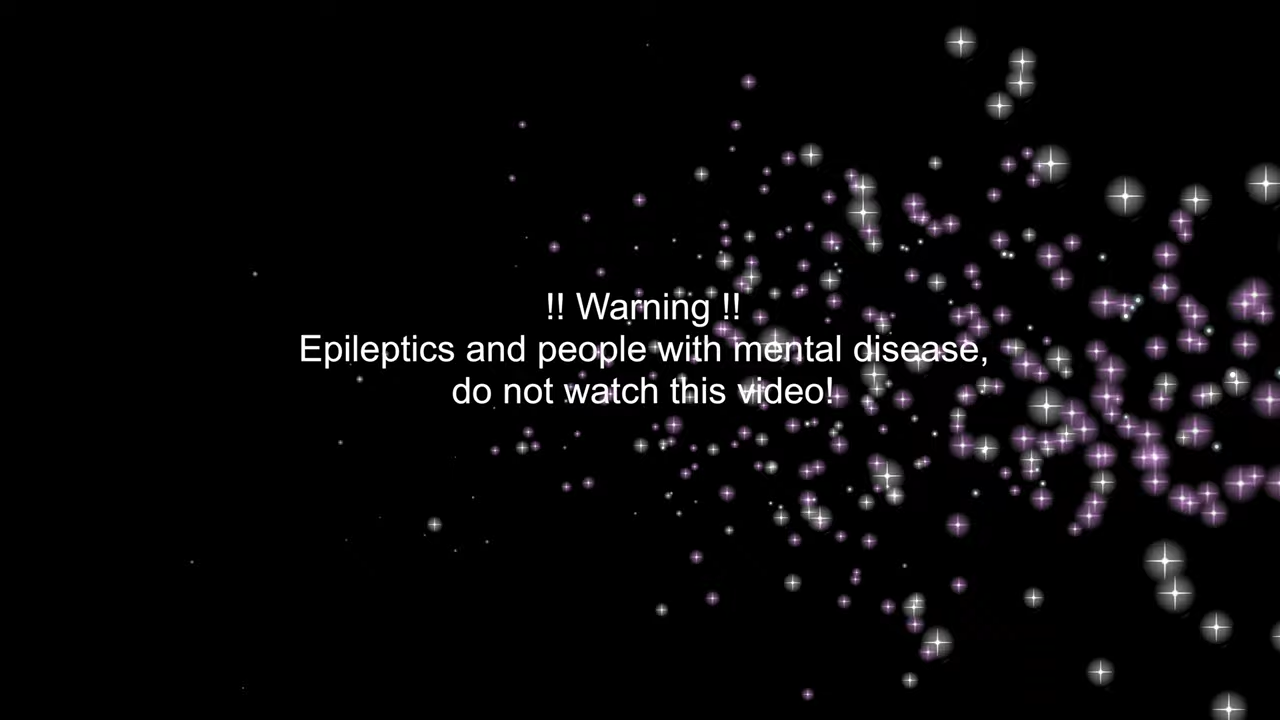 !! Warning !!
Epileptics and people with mental disease,
do not watch this video!